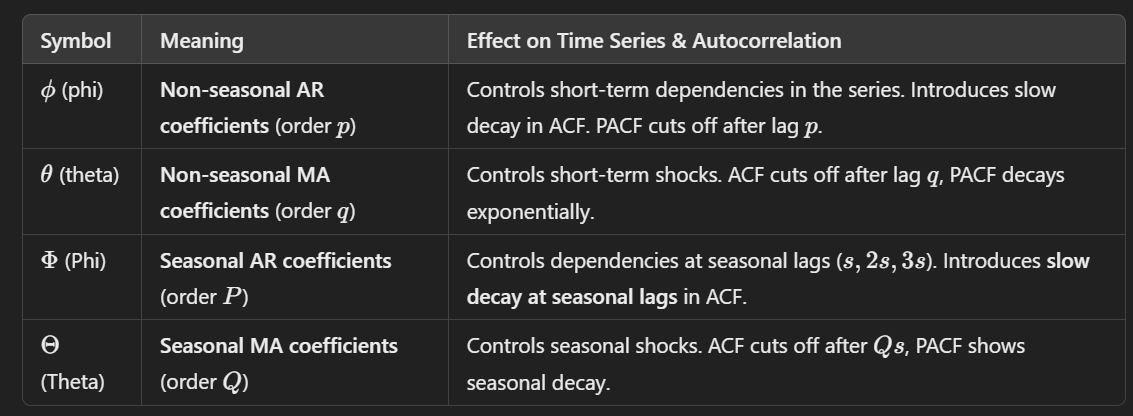 Symbol Meaning Effect on Time Series & Autocorrelation
ϕ (phi) Non-seasonal AR Controls short-term dependencies in the series. Introduces slow
coefficients (order p) decay in ACF. PACF cuts off after lag p.
θ (theta) Non-seasonal MA Controls short-term shocks. ACF cuts off after lag q, PACF decays
coefficients (order q) exponentially.
Φ (Phi) Seasonal AR coefficients Controls dependencies at seasonal lags (s, 2s, 3s). Introduces slow
(order P) decay at seasonal lags in ACF.
Θ Seasonal MA coefficients Controls seasonal shocks. ACF cuts off after Qs, PACF shows
(Theta) (order Q) seasonal decay.